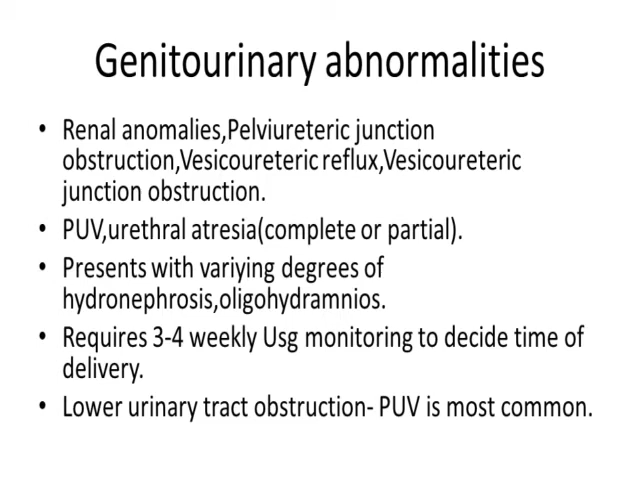 Genitourinary abnormalities
• Renal anomalies,Pelviureteric junction
obstruction,Vesicoureteric reflux,Vesicoureteric
junction obstruction.
• PUV,urethral atresia(complete or partial).
• Presents with variying degrees of
hydronephrosis,oligohydramnios.
• Requires 3-4 weekly Usg monitoring to decide time of
delivery.
• Lower urinary tract obstruction- PUV is most common.